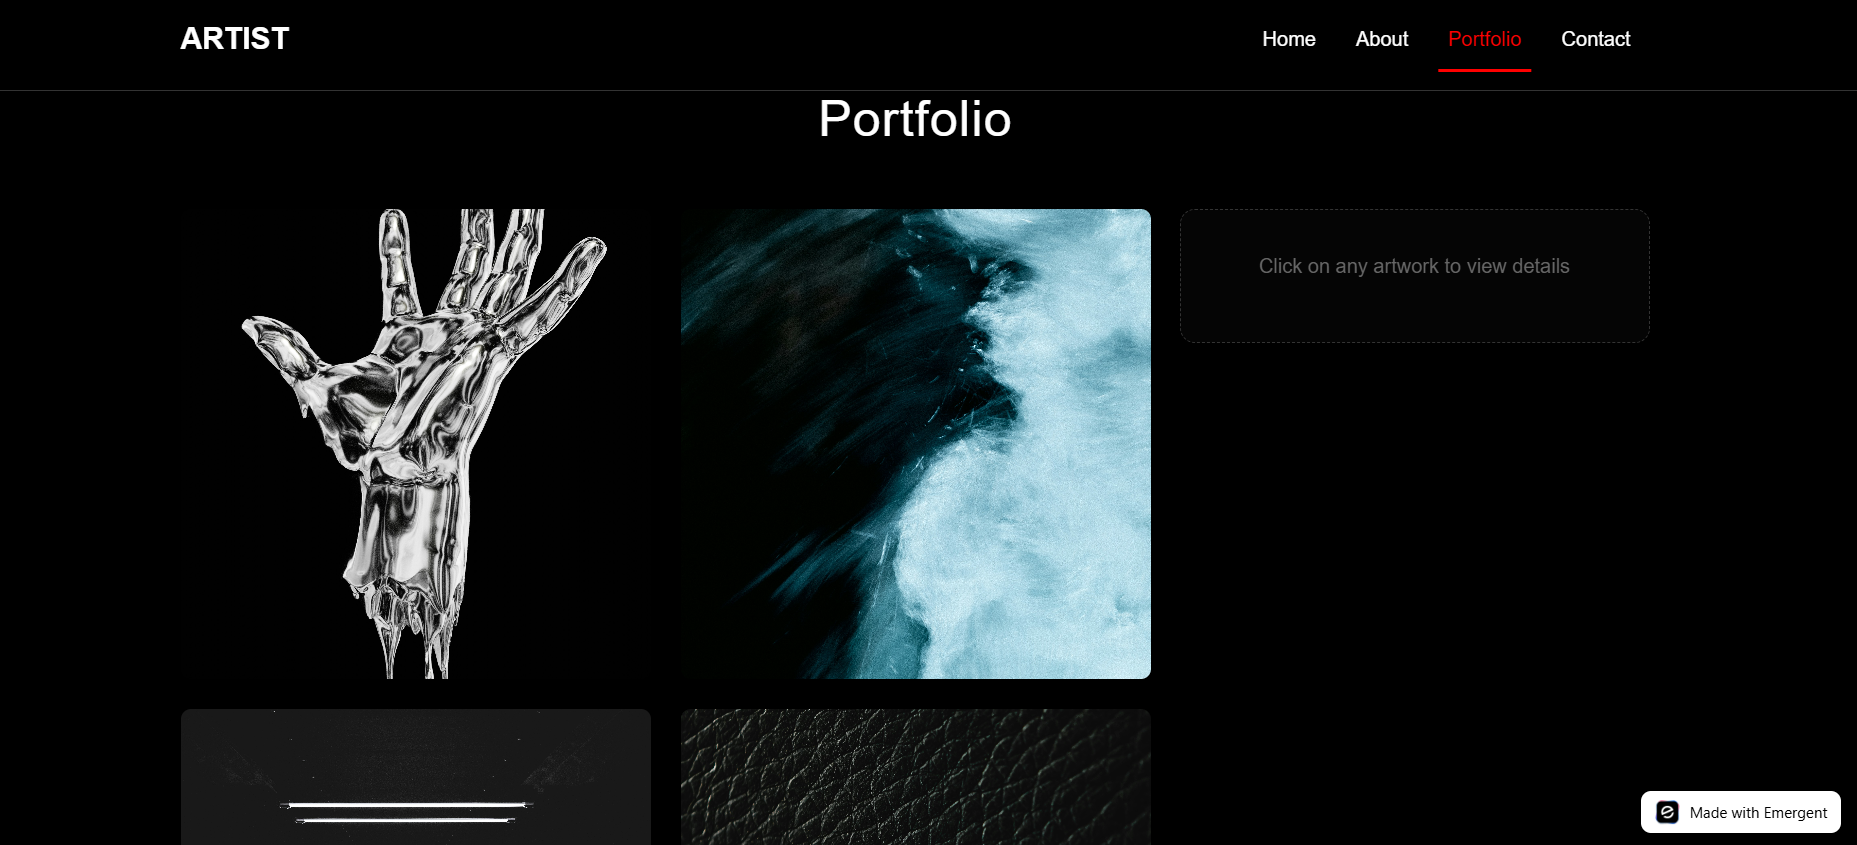 ARTIST
Home
About
Portfolio
Contact
Portfolio
Click on any artwork to view details
Made with Emergent